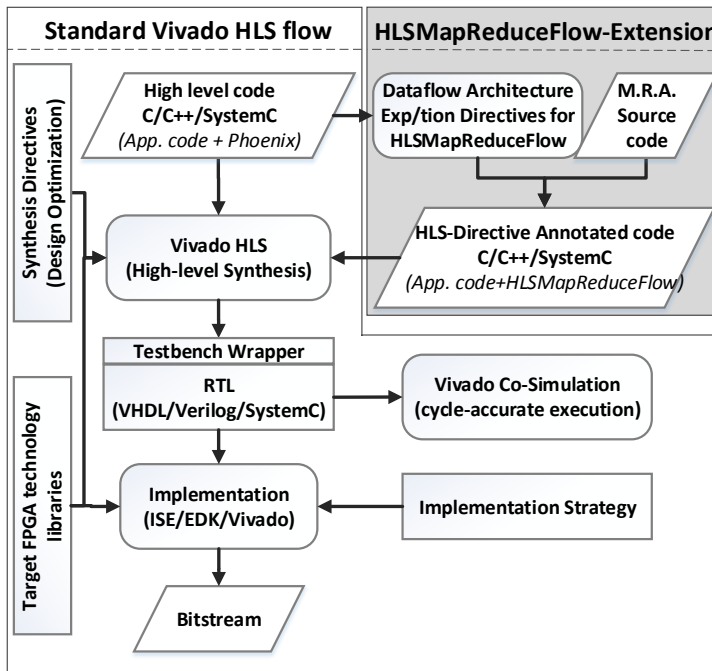 Standard Vivado HLS flow
HLSMapReduceFlow-Extension
Synthesis Directives
(Design Optimization)
High level code
C/C++/SystemC
(App. code + Phoenix)
Dataflow Architecture
Exp/tion Directives for
HLSMapReduceFlow
M.R.A.
Source
code
Vivado HLS
(High-level Synthesis)
HLS-Directive Annotated code
C/C++/SystemC
(App. code+HLSMapReduceFlow)
Testbench Wrapper
RTL
(VHDL/Verilog/SystemC)
Vivado Co-Simulation
(cycle-accurate execution)
Target FPGA technology
libraries
Implementation
(ISE/EDK/Vivado)
Implementation Strategy
Bitstream